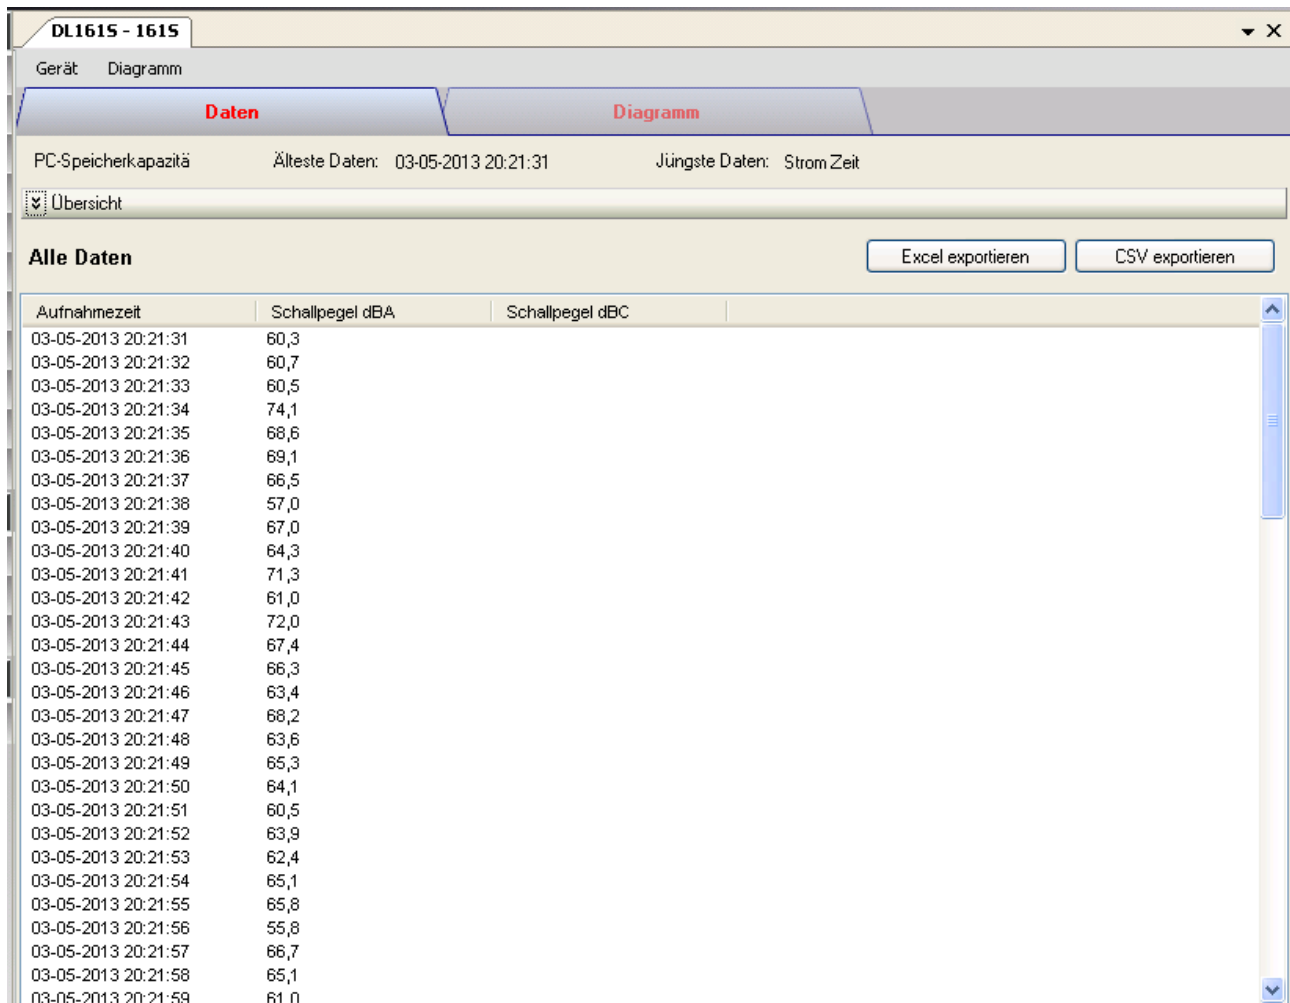 DL161S - 161S
Gerät Diagramm
Daten Diagramm
PC-Speicherkapazitä Älteste Daten: 03-05-2013 20:21:31 Jüngste Daten: Strom Zeit
Übersicht
Alle Daten Excel exportieren CSV exportieren
Aufnahmezeit Schallpegel dBA Schallpegel dBC
03-05-2013 20:21:31 60,3
03-05-2013 20:21:32 60,7
03-05-2013 20:21:33 60,5
03-05-2013 20:21:34 74,1
03-05-2013 20:21:35 68,6
03-05-2013 20:21:36 69,1
03-05-2013 20:21:37 66,5
03-05-2013 20:21:38 57,0
03-05-2013 20:21:39 67,0
03-05-2013 20:21:40 64,3
03-05-2013 20:21:41 71,3
03-05-2013 20:21:42 61,0
03-05-2013 20:21:43 72,0
03-05-2013 20:21:44 67,4
03-05-2013 20:21:45 66,3
03-05-2013 20:21:46 63,4
03-05-2013 20:21:47 68,2
03-05-2013 20:21:48 63,6
03-05-2013 20:21:49 65,3
03-05-2013 20:21:50 64,1
03-05-2013 20:21:51 60,5
03-05-2013 20:21:52 63,9
03-05-2013 20:21:53 62,4
03-05-2013 20:21:54 65,1
03-05-2013 20:21:55 65,8
03-05-2013 20:21:56 55,8
03-05-2013 20:21:57 66,7
03-05-2013 20:21:58 65,1
03-05-2013 20:21:59 61,0